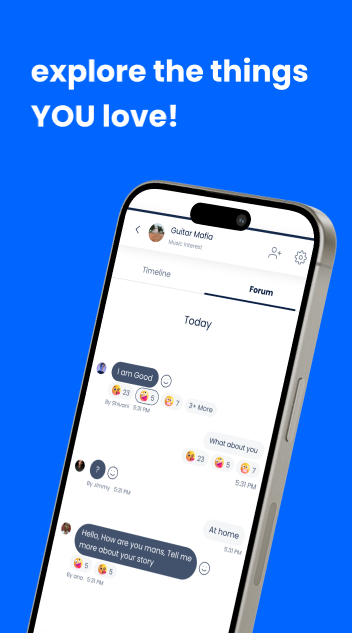 explore the things
YOU love!
Guitar Mafia
Music Interest
Timeline
Forum
Today
I am Good
23
5
7
2+ More
By Shivani 5:31 PM
What about you
23
5
7
5:31 PM
?
By Jimmy 5:31 PM
At home
5:31 PM
Hello, How are you mans, Tell me
more about your story
5
5
By ana 5:31 PM